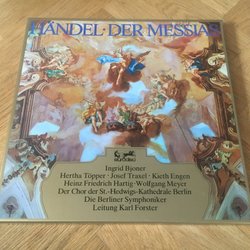 HÄNDEL · DER MESSIAS
eurodisc
Ingrid Bjoner
Hertha Töpper · Josef Traxel · Kieth Engen
Heinz Friedrich Hartig · Wolfgang Meyer
Der Chor der St.-Hedwigs-Kathedrale Berlin
Die Berliner Symphoniker
Leitung Karl Forster